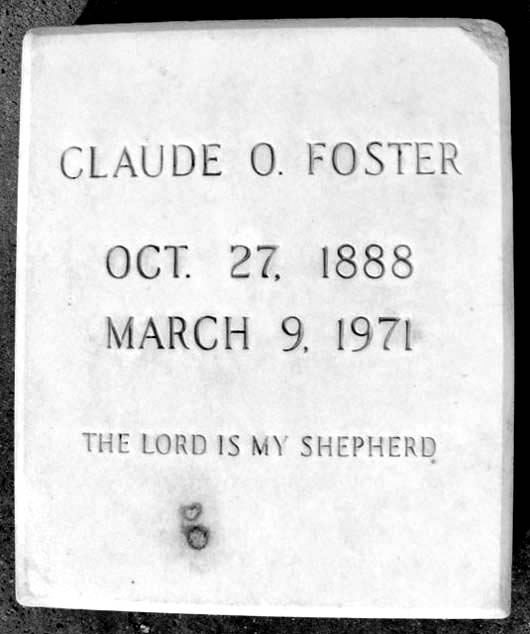 CLAUDE O. FOSTER
OCT. 27, 1888
MARCH 9, 1971
THE LORD IS MY SHEPHERD